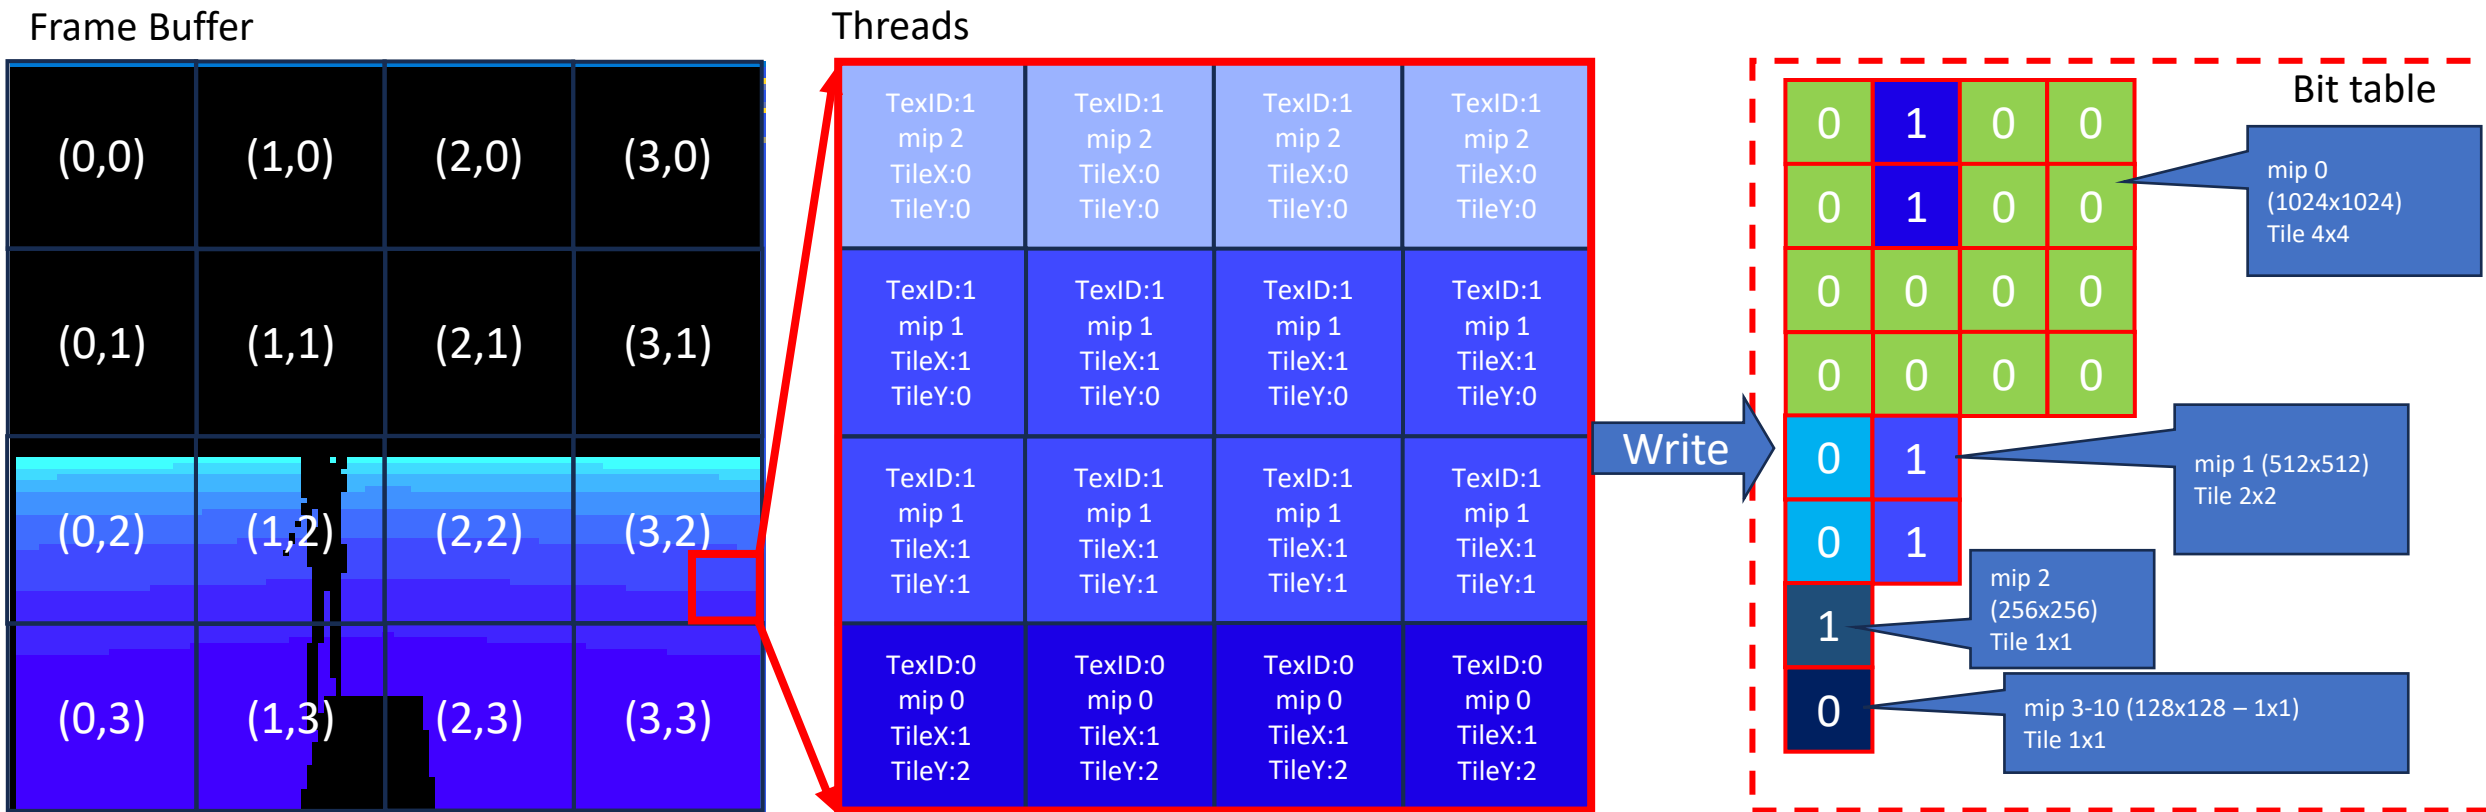 Frame Buffer
(0,0) (1,0) (2,0) (3,0)
(0,1) (1,1) (2,1) (3,1)
(0,2) (1,2) (2,2) (3,2)
(0,3) (1,3) (2,3) (3,3)
Threads
TexID:1 TexID:1 TexID:1 TexID:1
mip 2 mip 2 mip 2 mip 2
TileX:0 TileX:0 TileX:0 TileX:0
TileY:0 TileY:0 TileY:0 TileY:0
TexID:1 TexID:1 TexID:1 TexID:1
mip 1 mip 1 mip 1 mip 1
TileX:1 TileX:1 TileX:1 TileX:1
TileY:0 TileY:0 TileY:0 TileY:0
TexID:1 TexID:1 TexID:1 TexID:1
mip 1 mip 1 mip 1 mip 1
TileX:1 TileX:1 TileX:1 TileX:1
TileY:1 TileY:1 TileY:1 TileY:1
TexID:0 TexID:0 TexID:0 TexID:0
mip 0 mip 0 mip 0 mip 0
TileX:1 TileX:1 TileX:1 TileX:1
TileY:2 TileY:2 TileY:2 TileY:2
Write
Bit table
0 1 0 0
0 1 0 0
0 0 0 0
0 0 0 0
0 1
0 1
1
0
mip 0
(1024x1024)
Tile 4x4
mip 1 (512x512)
Tile 2x2
mip 2
(256x256)
Tile 1x1
mip 3-10 (128x128 – 1x1)
Tile 1x1